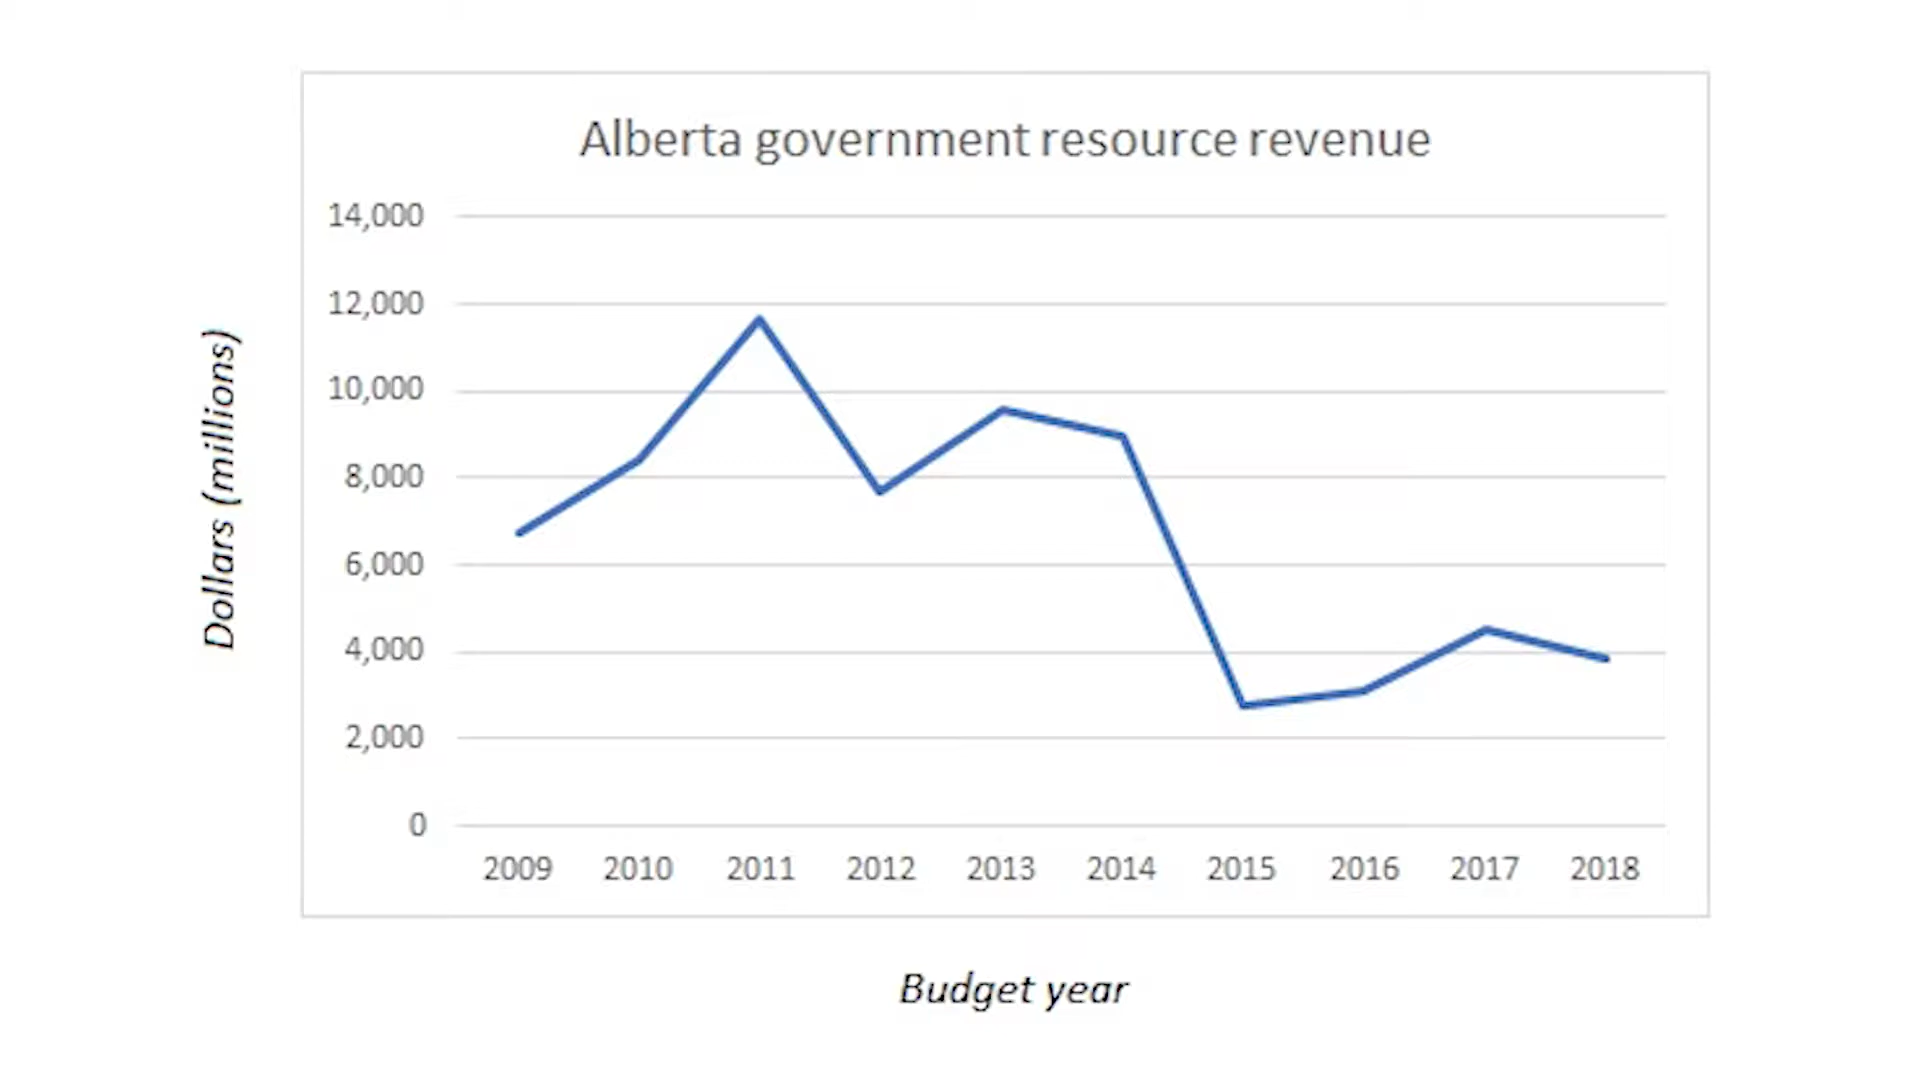 Alberta government resource revenue
14,000
12,000
10,000
8,000
6,000
4,000
2,000
0
Dollars (millions)
2009 2010 2011 2012 2013 2014 2015 2016 2017 2018
Budget year